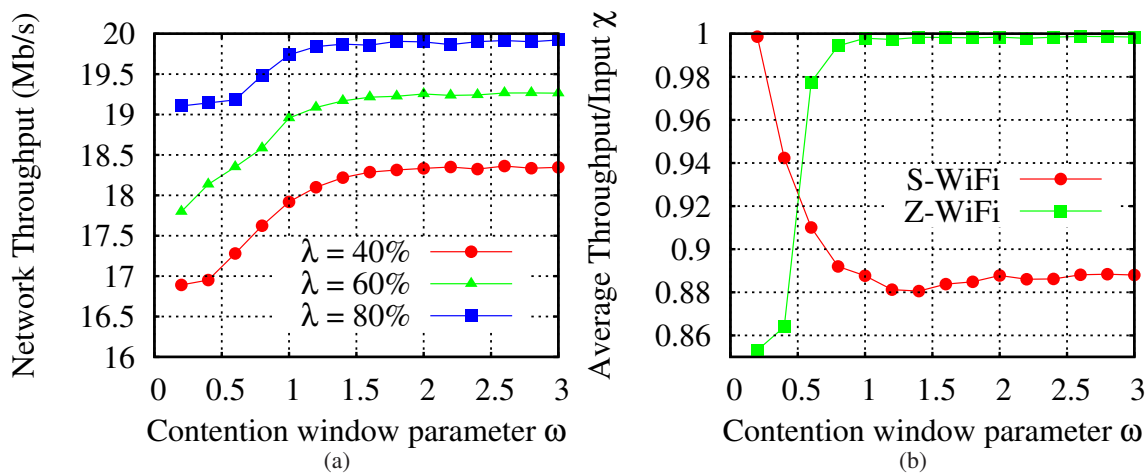 Network Throughput (Mb/s)
20
19.5
19
18.5
18
17.5
17
16.5
16
0 0.5 1 1.5 2 2.5 3
λ = 40%
λ = 60%
λ = 80%
Contention window parameter ω
(a)
Average Throughput/Input χ
1
0.98
0.96
0.94
0.92
0.9
0.88
0.86
0 0.5 1 1.5 2 2.5 3
S-WiFi
Z-WiFi
Contention window parameter ω
(b)